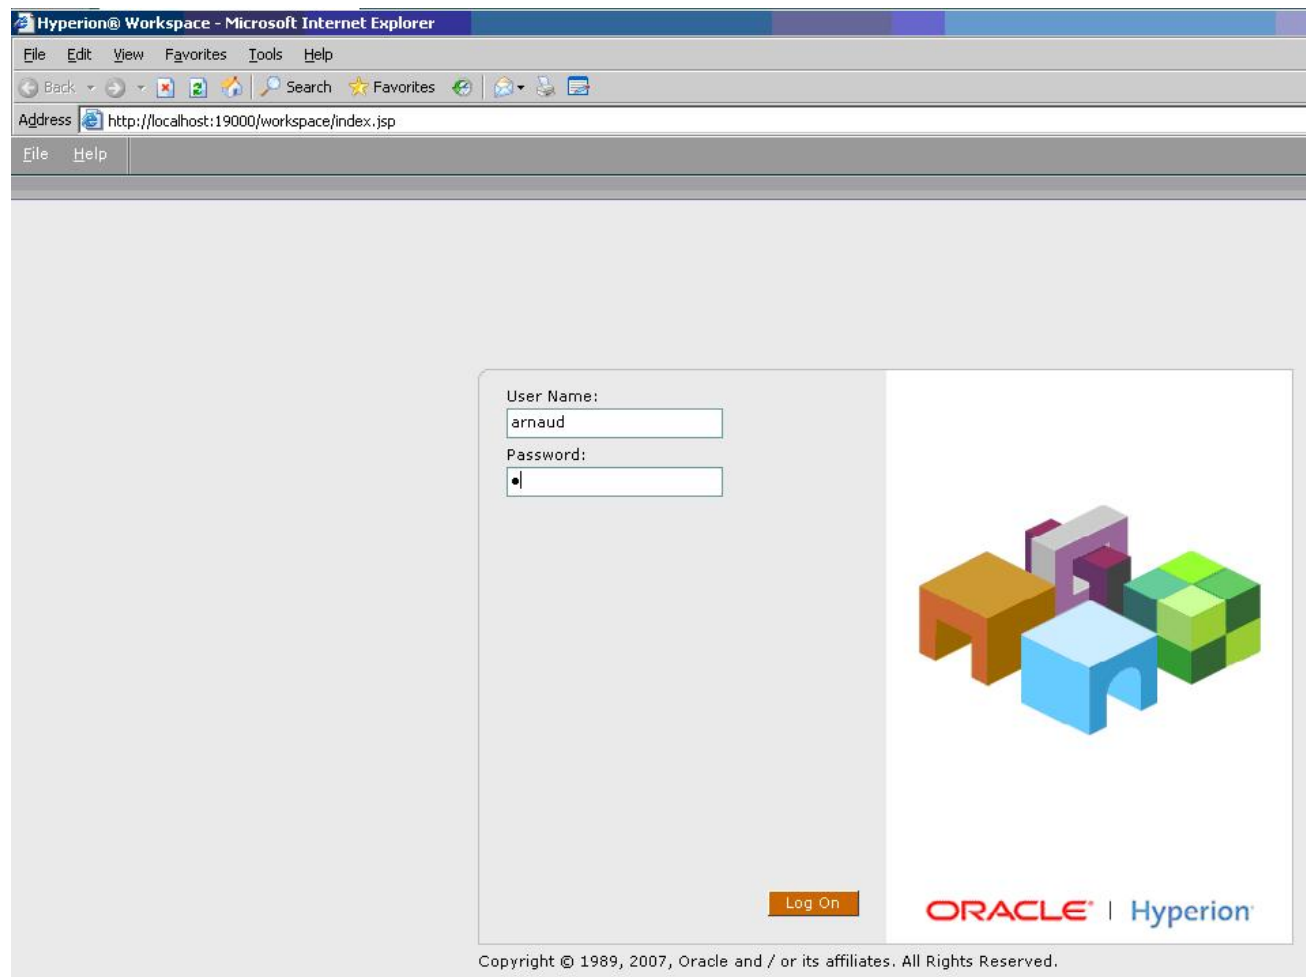 Hyperion® Workspace - Microsoft Internet Explorer
File Edit View Favorites Tools Help
Back Search Favorites
Address http://localhost:19000/workspace/index.jsp
File Help
User Name:
arnaud
Password:
•
Log On
ORACLE® | Hyperion
Copyright © 1989, 2007, Oracle and / or its affiliates. All Rights Reserved.